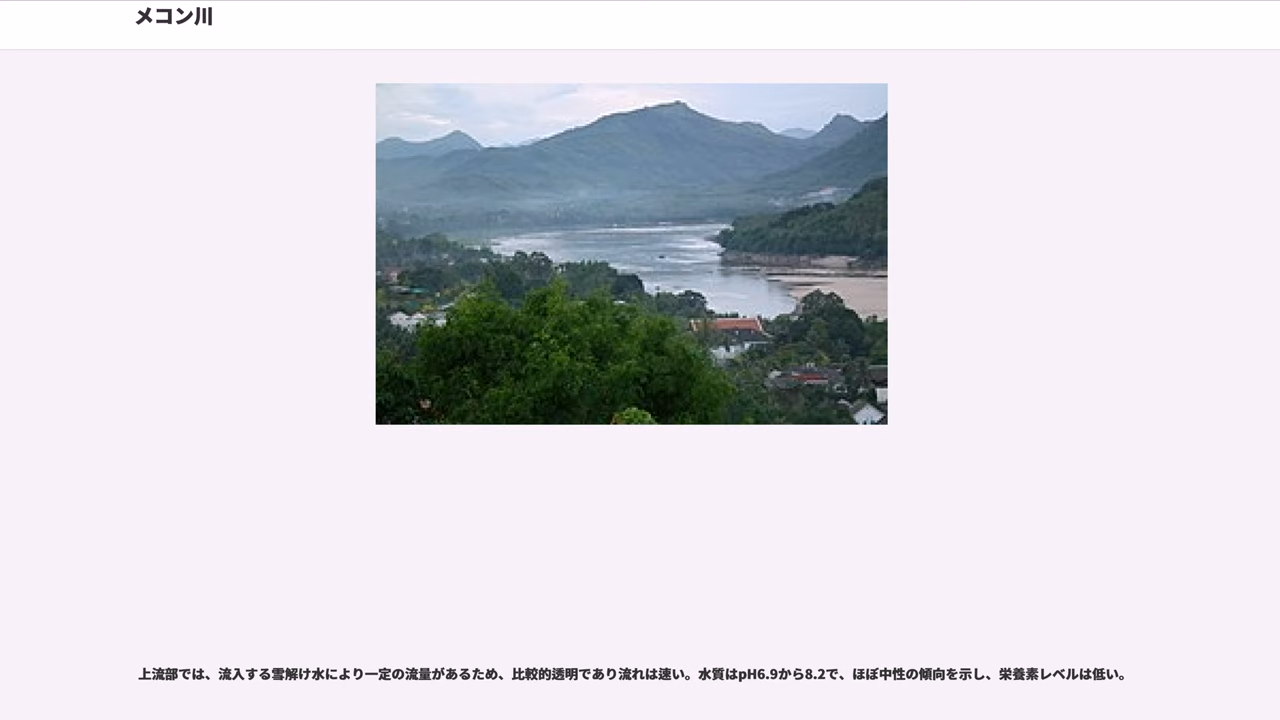 メコン川
上流部では、流入する雪解け水により一定の流量があるため、比較的透明であり流れは速い。水質はpH6.9から8.2で、ほぼ中性の傾向を示し、栄養素レベルは低い。